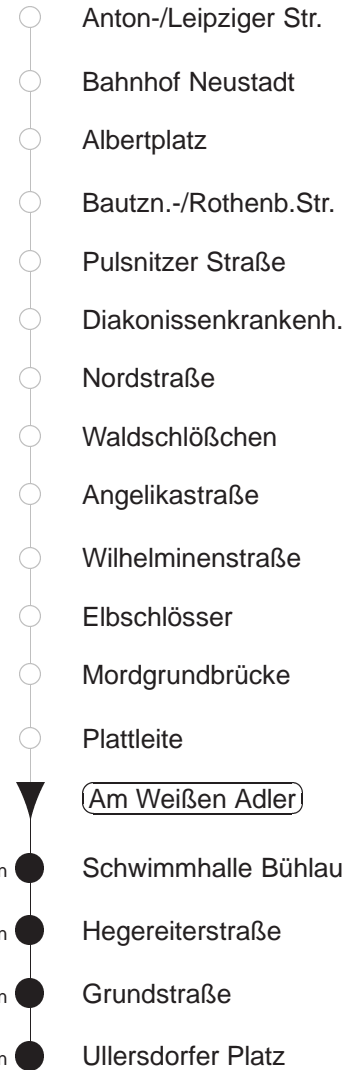 Anton-/Leipziger Str.
Bahnhof Neustadt
Albertplatz
Bautzn.-/Rothenb.Str.
Pulsnitzer Straße
Diakonissenkrankenh.
Nordstraße
Waldschlößchen
Angelikastraße
Wilhelminenstraße
Elbschlösser
Mordgrundbrücke
Plattleite
Am Weißen Adler
Schwimmhalle Bühlau
Hegereiterstraße
Grundstraße
Ullersdorfer Platz